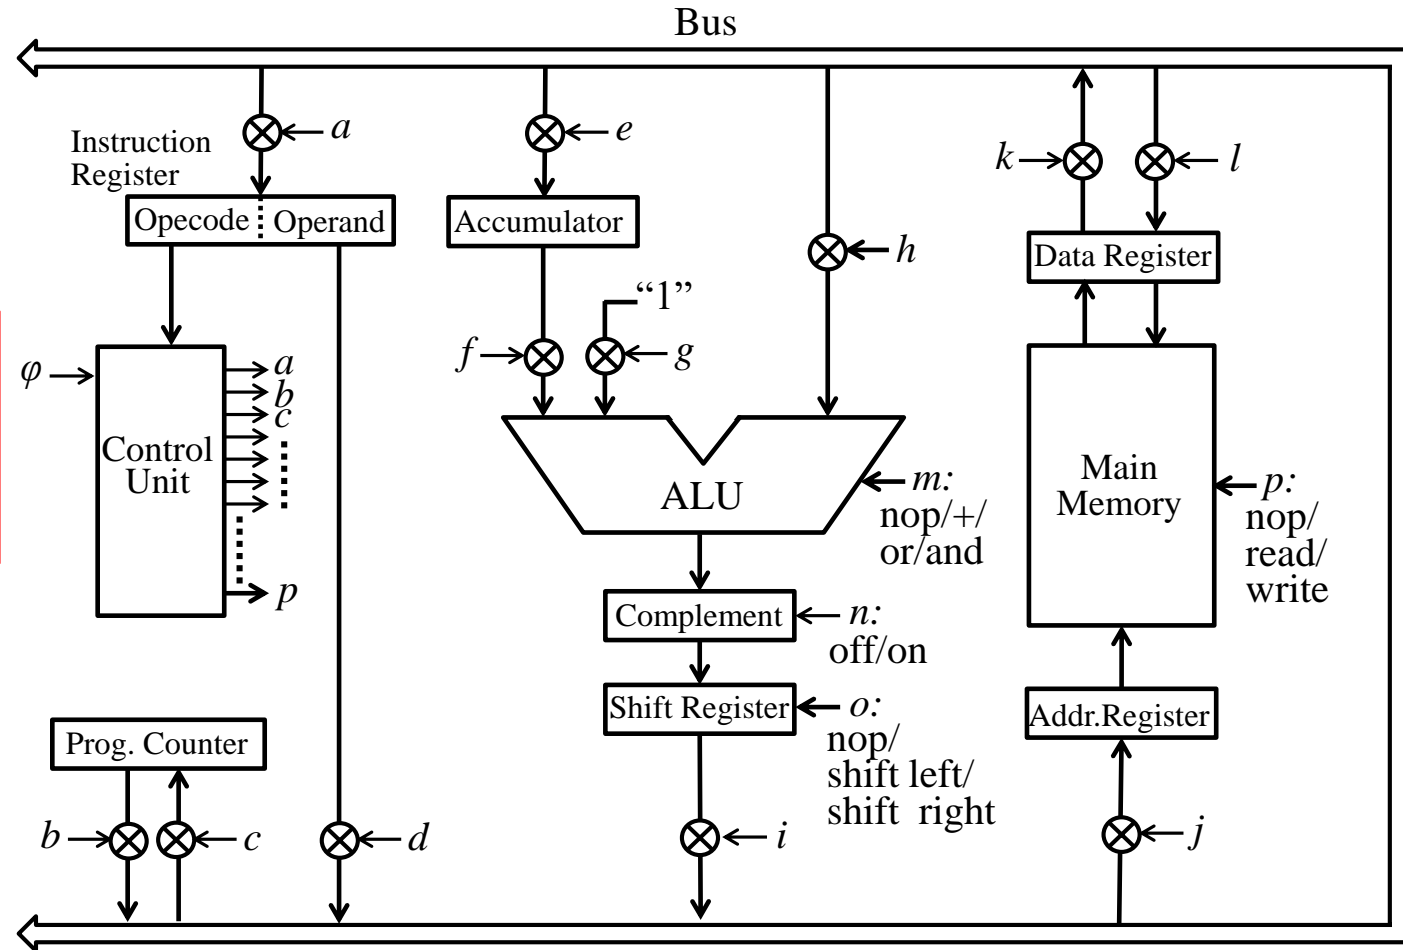 Bus
Instruction
Register
a
e
k
l
Opecode
Operand
Accumulator
h
Data Register
“1”
f
g
φ
a
b
c
Control
Unit
p
ALU
m:
nop/+/
or/and
Main
Memory
p:
nop/
read/
write
Complement
n:
off/on
Shift Register
o:
nop/
shift left/
shift right
Addr.Register
Prog. Counter
b
c
d
i
j